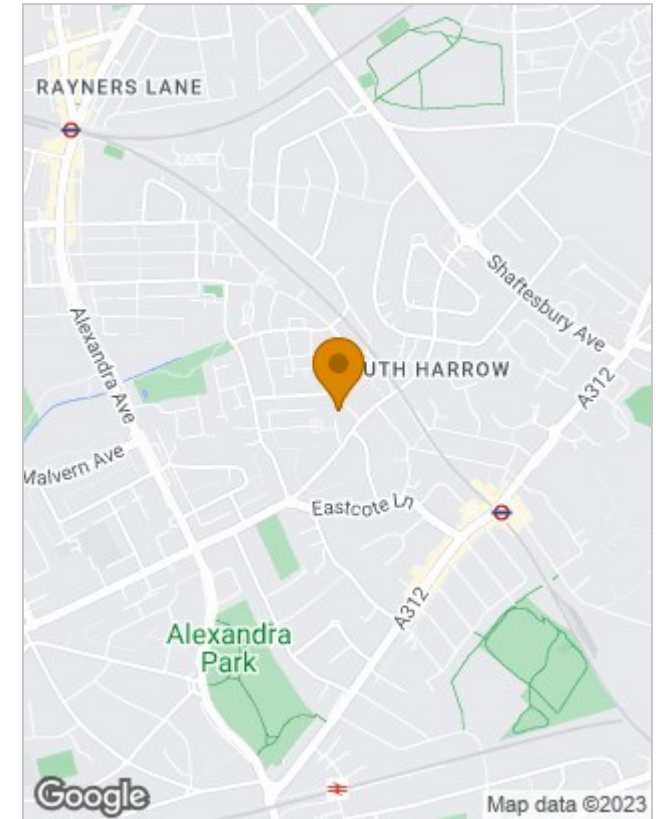 RAYNERS LANE
Shaftesbury Ave
Alexandra Ave
UTH HARROW
A312
Malvern Ave
Eastcote Ln
A312
Alexandra
Park
Google
Map data ©2023